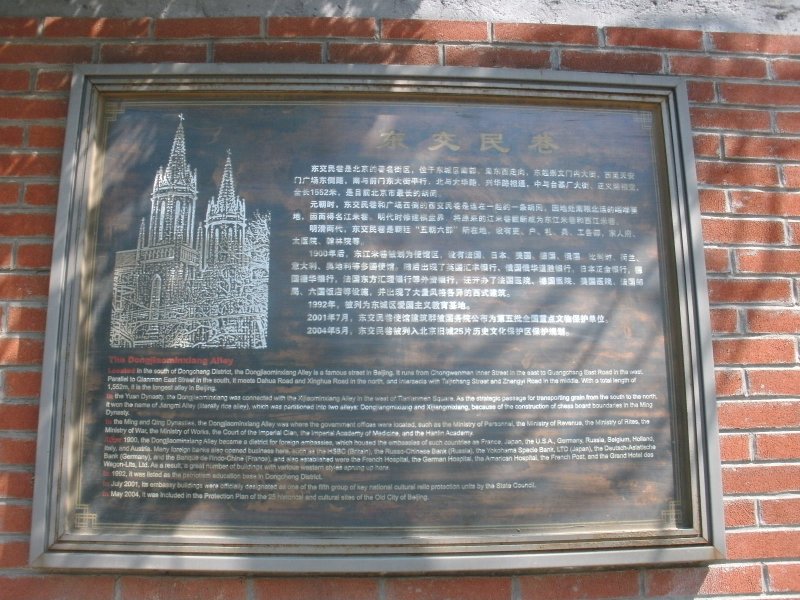 东交民巷
东交民巷是北京的著名街区，位于东城区南部，是东西走向，东起崇文门内大街，西至天安
门广场东侧路，南与前门东大街平行，北与大华路、兴华路相通，中与台基厂大街、正义路相交，
全长1552米，是目前北京市最长的胡同。
元朝时，东交民巷和广场西侧的西交民巷是连在一起的一条胡同，因地处南粮北运的咽喉要
地，因而得名江米巷。明代时修建棋盘界，将原来的江米巷截断改为东江米巷和西江米巷。
明清两代，东交民巷是朝廷“五朝六部”所在地，设有吏、户、礼、兵、工各部、宗人府、
太医院、翰林院等。
1900年后，东江米巷被划为使馆区，设有法国、日本、美国、德国、俄国、比利时、荷兰、
意大利、奥地利等多国使馆，随后出现了英国汇丰银行、俄国俄华道胜银行、日本正金银行、德
国德华银行、法国东方汇理银行等外资银行，还开办了法国医院、德国医院、美国医院、法国邮
局、六国饭店等设施，并出现了大量风格各异的西式建筑。
1992年，被列为东城区爱国主义教育基地。
2001年7月，东交民巷使馆建筑群被国务院公布为第五批全国重点文物保护单位。
2004年5月，东交民巷被列入北京旧城25片历史文化保护区保护规划。
The Dongjiaominxiang Alley
Located in the south of Dongcheng District, the Dongjiaominxiang Alley is a famous street in Beijing. It runs from Chongwenmen Inner Street in the east to Guangchang East Road in the west.
Parallel to Qianmen East Street in the south, it meets Dahua Road and Xinghua Road in the north, and intersects with Taijichang Street and Zhengyi Road in the middle. With a total length of
1,552m, it is the longest alley in Beijing.
In the Yuan Dynasty, the Dongjiaominxiang was connected with the Xijiaominxiang Alley in the west of Tian'anmen Square. As the strategic passage for transporting grain from the south to the north,
it won the name of Jiangmi Alley (literally rice alley), which was partitioned into two alleys: Dongjiangmixiang and Xijiangmixiang, because of the construction of chess board boundaries in the Ming
Dynasty.
In the Ming and Qing Dynasties, the Dongjiaominxiang Alley was where the government offices were located, such as the Ministry of Personnel, the Ministry of Revenue, the Ministry of Rites, the
Ministry of War, the Ministry of Works, the Court of the Imperial Clan, the Imperial Academy of Medicine, and the Hanlin Academy.
After 1900, the Dongjiaominxiang Alley became a district for foreign embassies, which housed the embassies of such countries as France, Japan, the U.S.A., Germany, Russia, Belgium, Holland,
Italy, and Austria. Many foreign banks also opened business here, such as the HSBC (Britain), the Russo-Chinese Bank (Russia), the Yokohama Specie Bank, LTD (Japan), the Deutsch-Asiatische
Bank (Germany), and the Banque de l'Indo-Chine (France), and also established were the French Hospital, the German Hospital, the American Hospital, the French Post, and the Grand Hotel des
Wagon-Lits, Ltd. As a result, a great number of buildings with various western styles sprung up here.
In 1992, it was listed as the patriotism education base in Dongcheng District.
In July 2001, its embassy buildings were officially designated as one of the fifth group of key national cultural relic protection units by the State Council.
In May 2004, it was included in the Protection Plan of the 25 historical and cultural sites of the Old City of Beijing.